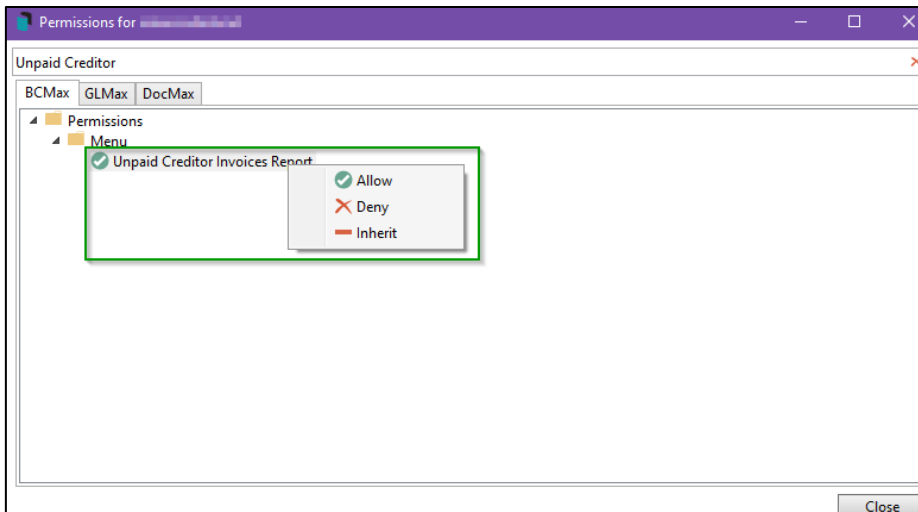 Permissions for
Unpaid Creditor
BCMax GLMax DocMax
Permissions
Menu
Unpaid Creditor Invoices Report
Allow
Deny
Inherit
Close